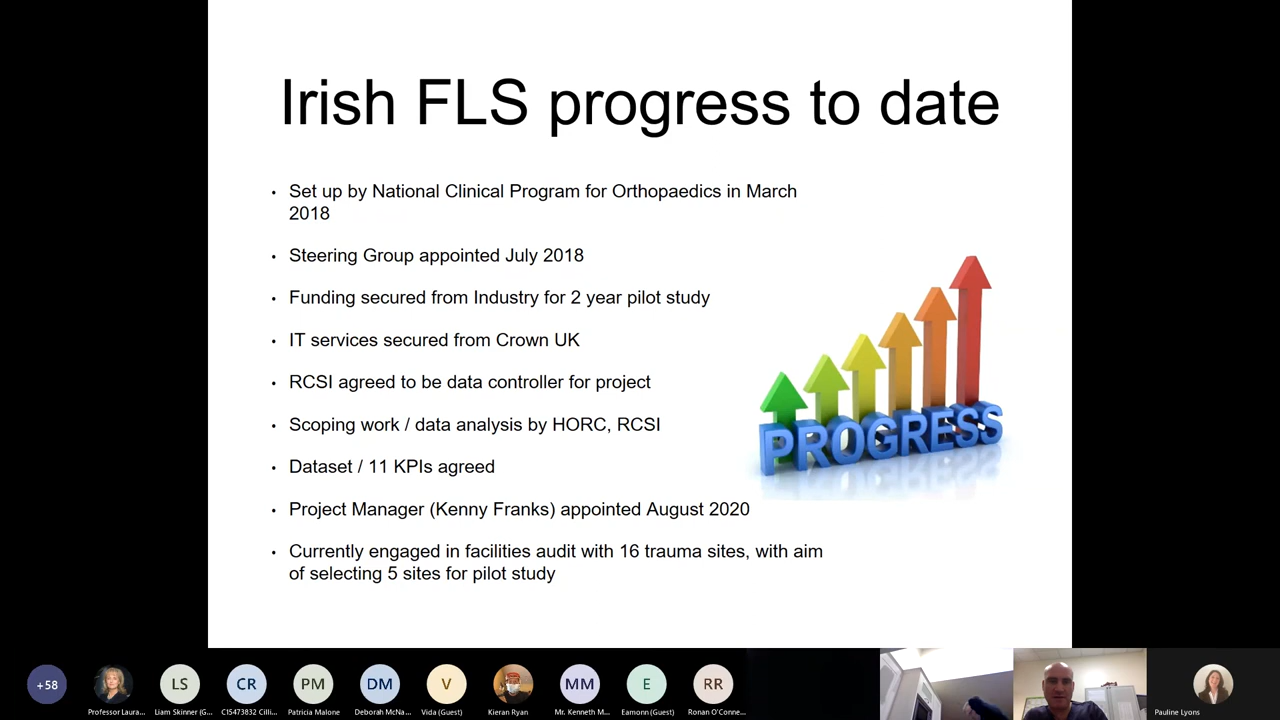 Irish FLS progress to date
• Set up by National Clinical Program for Orthopaedics in March
2018
• Steering Group appointed July 2018
• Funding secured from Industry for 2 year pilot study
• IT services secured from Crown UK
• RCSI agreed to be data controller for project
• Scoping work / data analysis by HORC, RCSI
• Dataset / 11 KPIs agreed
• Project Manager (Kenny Franks) appointed August 2020
• Currently engaged in facilities audit with 16 trauma sites, with aim
of selecting 5 sites for pilot study
PROGRESS
+58
LS
CR
PM
DM
V
MM
E
RR
Professor Laura...
Liam Skinner (G...
C15473832 Cilli...
Patricia Malone
Deborah McNa...
Vida (Guest)
Kieran Ryan
Mr. Kenneth M...
Eamonn (Guest)
Ronan O'Conne...
Pauline Lyons